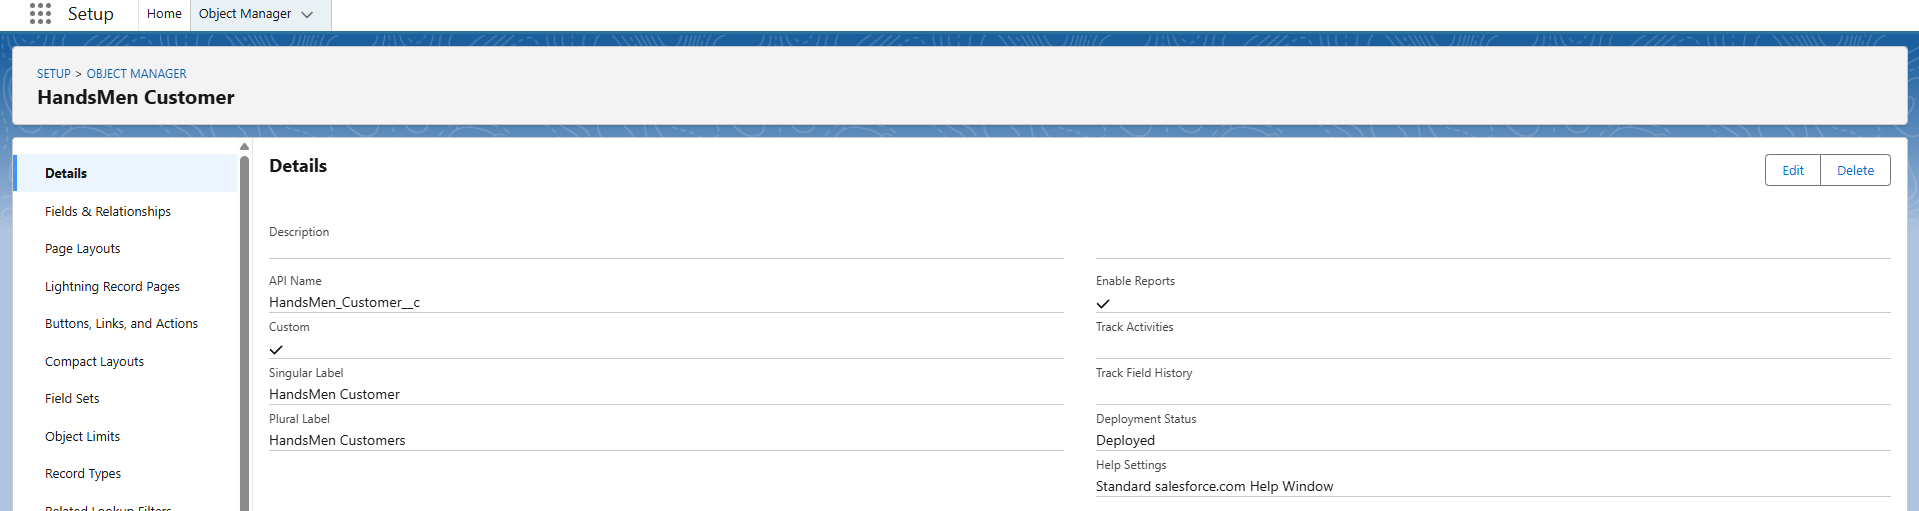 Setup
Home
Object Manager
SETUP > OBJECT MANAGER
HandsMen Customer
Details
Fields & Relationships
Page Layouts
Lightning Record Pages
Buttons, Links, and Actions
Compact Layouts
Field Sets
Object Limits
Record Types
Related Lookup Filters
Details
Edit
Delete
Description
API Name
HandsMen_Customer__c
Custom
Singular Label
HandsMen Customer
Plural Label
HandsMen Customers
Enable Reports
Track Activities
Track Field History
Deployment Status
Deployed
Help Settings
Standard salesforce.com Help Window